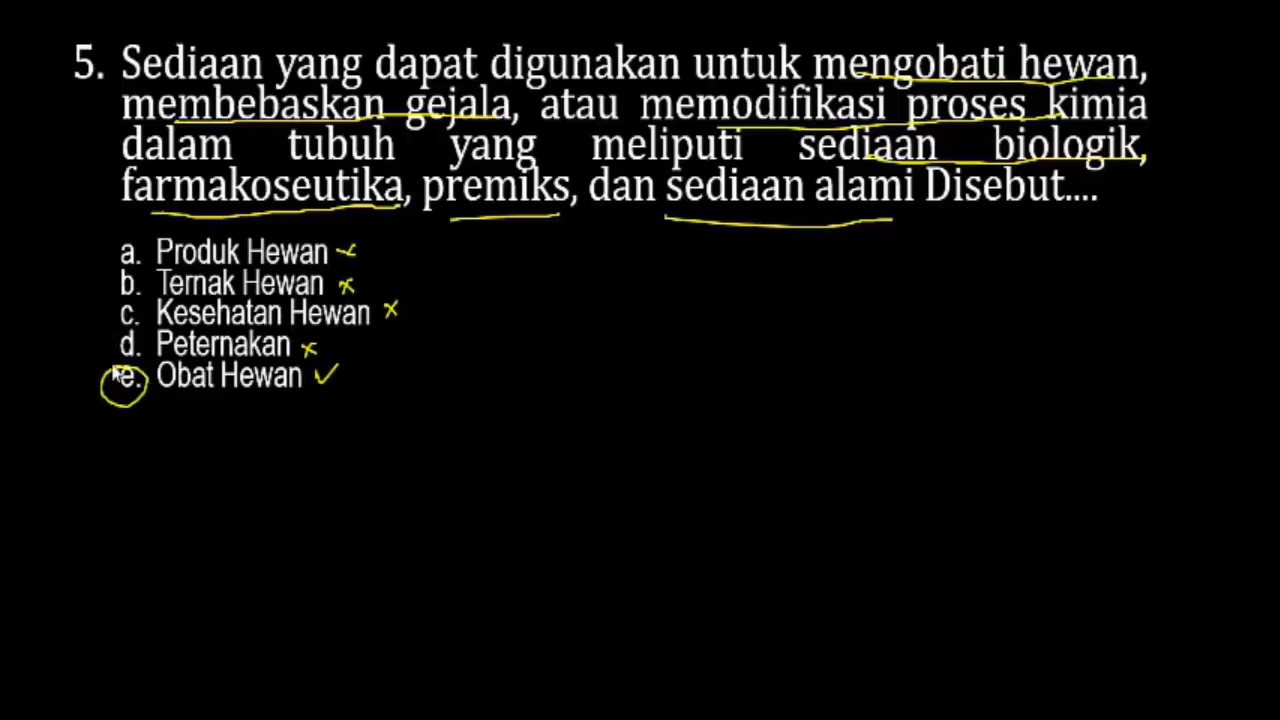 5. Sediaan yang dapat digunakan untuk mengobati hewan,
membebaskan gejala, atau memodifikasi proses kimia
dalam tubuh yang meliputi sediaan biologik,
farmakoseutika, premiks, dan sediaan alami Disebut....
a. Produk Hewan
b. Ternak Hewan
c. Kesehatan Hewan
d. Peternakan
e. Obat Hewan